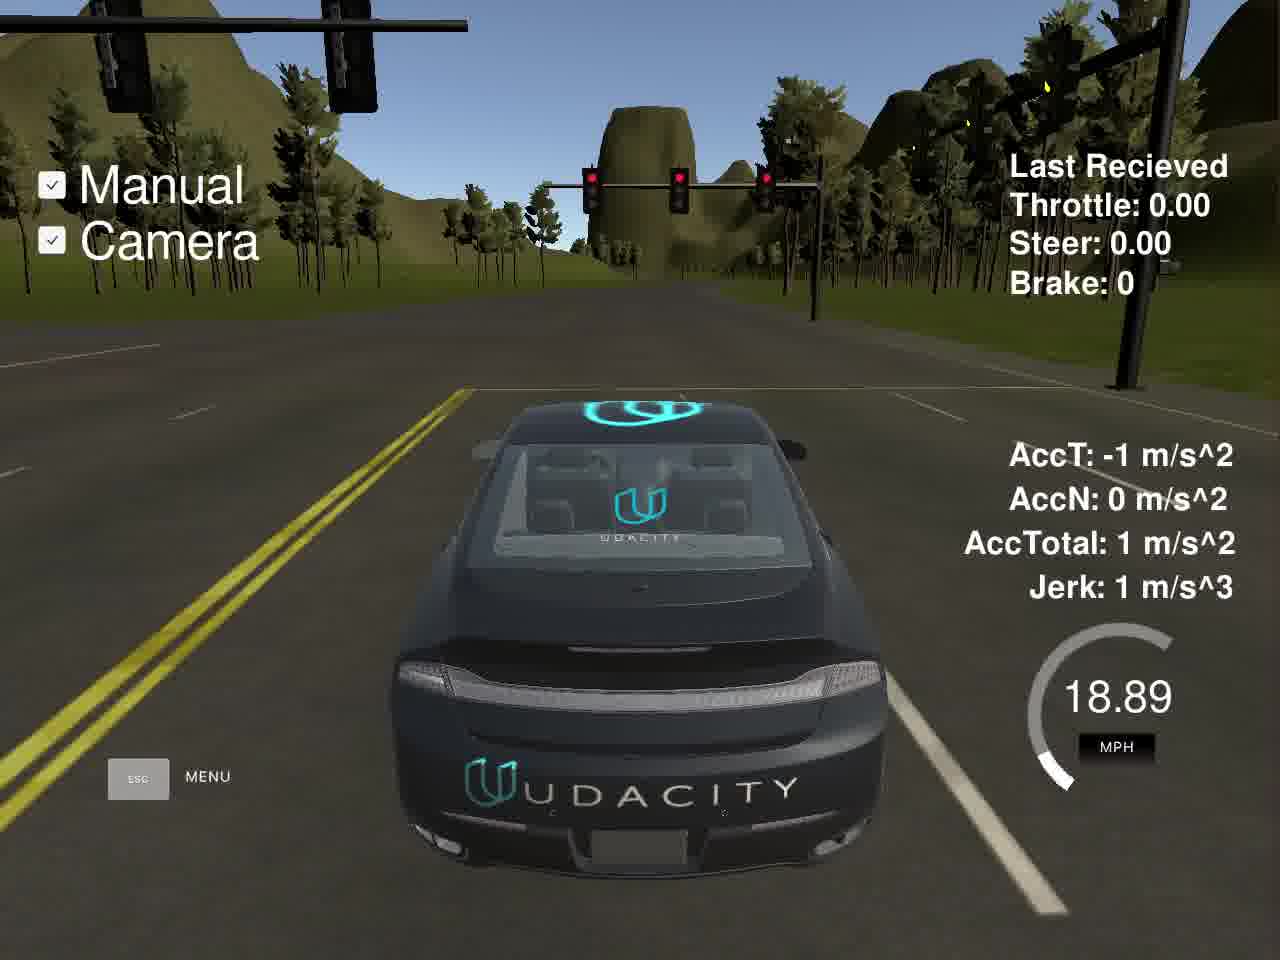 Manual
Camera
Last Recieved
Throttle: 0.00
Steer: 0.00
Brake: 0
AccT: -1 m/s^2
AccN: 0 m/s^2
AccTotal: 1 m/s^2
Jerk: 1 m/s^3
UDACITY
18.89
MPH
ESC MENU
UDACITY